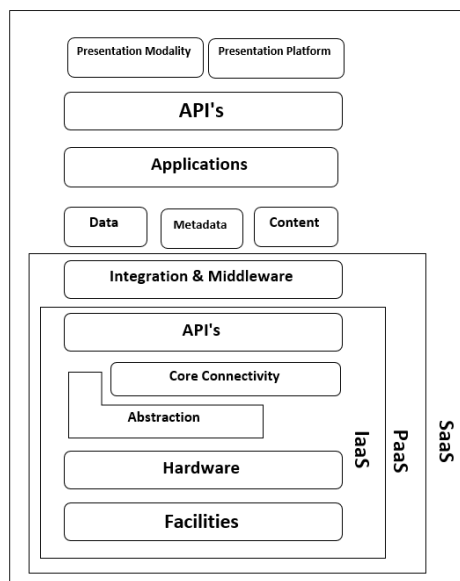 Presentation Modality
Presentation Platform
API's
Applications
Data
Metadata
Content
Integration & Middleware
API's
Core Connectivity
Abstraction
Hardware
Facilities
IaaS
PaaS
SaaS